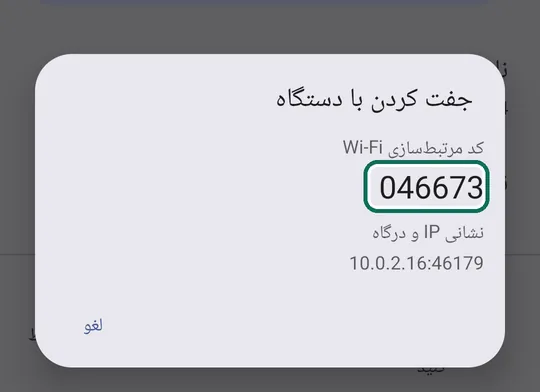 جفت کردن با دستگاه
کد مرتبط‌سازی Wi-Fi
046673
نشانی IP و درگاه
10.0.2.16:46179
لغو